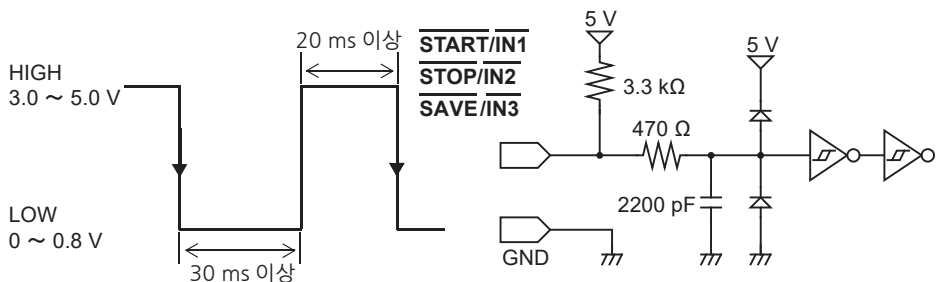 HIGH
3.0 ～ 5.0 V
LOW
0 ～ 0.8 V
20 ms 이상
30 ms 이상
START/IN1
STOP/IN2
SAVE/IN3
5 V
3.3 kΩ
470 Ω
2200 pF
5 V
GND